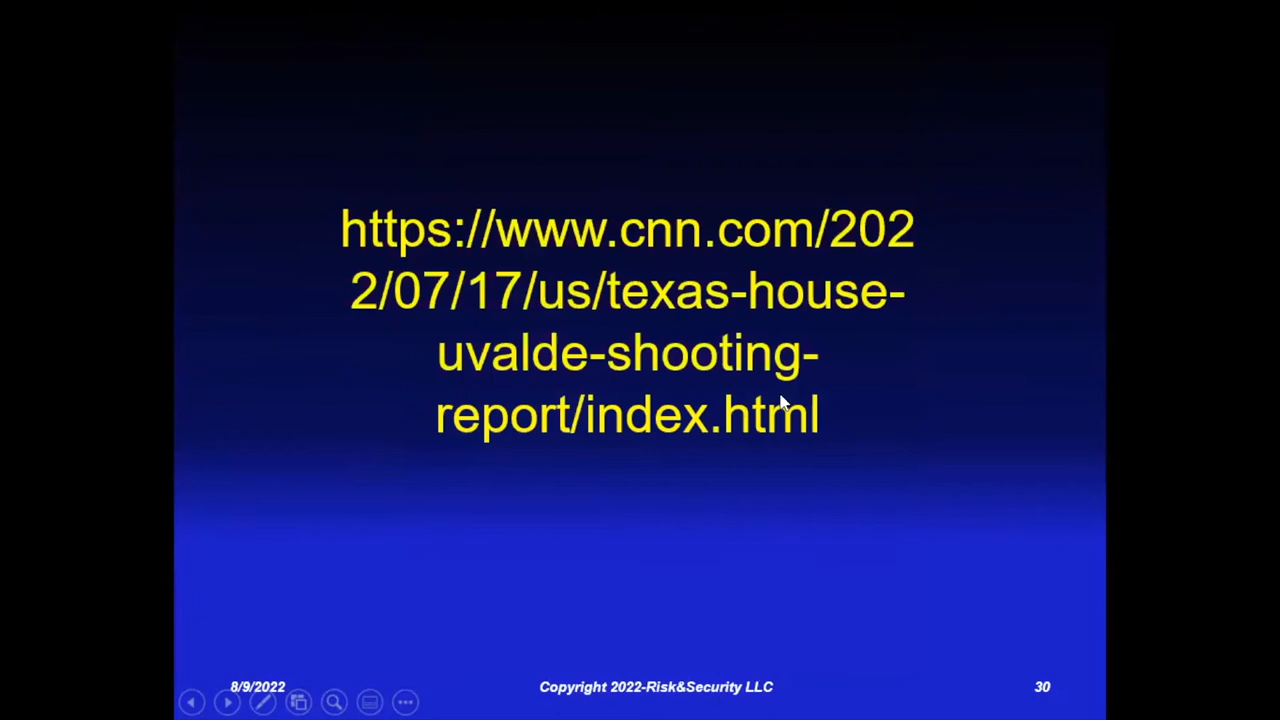 https://www.cnn.com/202
2/07/17/us/texas-house-
uvalde-shooting-
report/index.html
8/9/2022
Copyright 2022-Risk&Security LLC
30